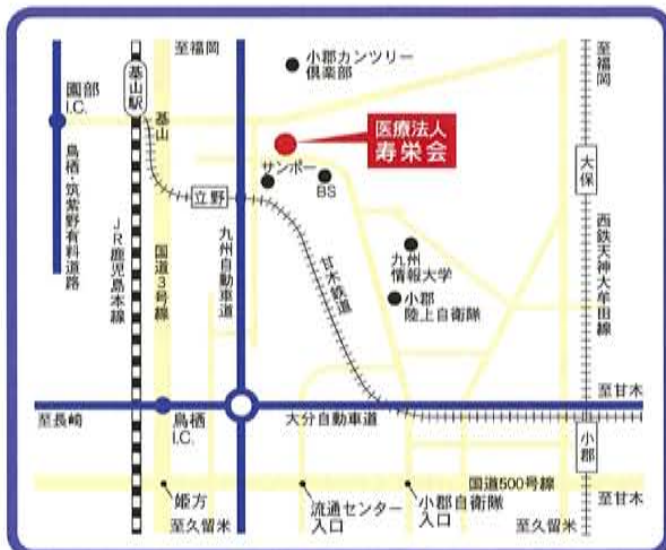 至福岡
小郡カンツリー
倶楽部
至福岡
園部
I.C.
基山駅
基山
医療法人
寿栄会
サンポー
BS
大保
立野
鳥栖・筑紫野有料道路
JR鹿児島本線
国道3号線
九州自動車道
甘木鉄道
九州
情報大学
小郡
陸上自衛隊
西鉄天神大牟田線
至甘木
至長崎
鳥栖
I.C.
大分自動車道
小郡
国道500号線
姫方
流通センター
入口
小郡自衛隊
入口
至甘木
至久留米
至久留米